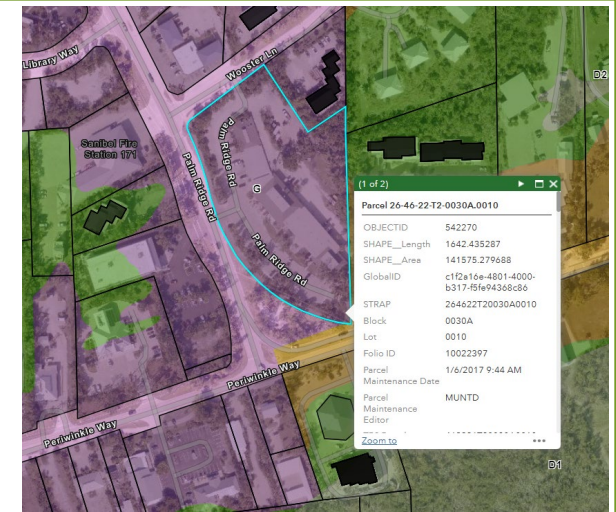 Library Way
Wooster Ln
D2
Sanibel Fire
Station 171
Palm Ridge Rd
Palm Ridge Rd
G
Palm Ridge Rd
Periwinkle Way
Periwinkle Way
D1
(1 of 2)
Parcel 26-46-22-T2-0030A.0010
OBJECTID 542270
SHAPE__Length 1642.435287
SHAPE__Area 141575.279688
GlobalID c1f2a16e-4801-4000-
b317-f5fe94368c86
STRAP 264622T20030A0010
Block 0030A
Lot 0010
Folio ID 10022397
Parcel 1/6/2017 9:44 AM
Maintenance Date
Parcel MUNTD
Maintenance
Editor
Zoom to